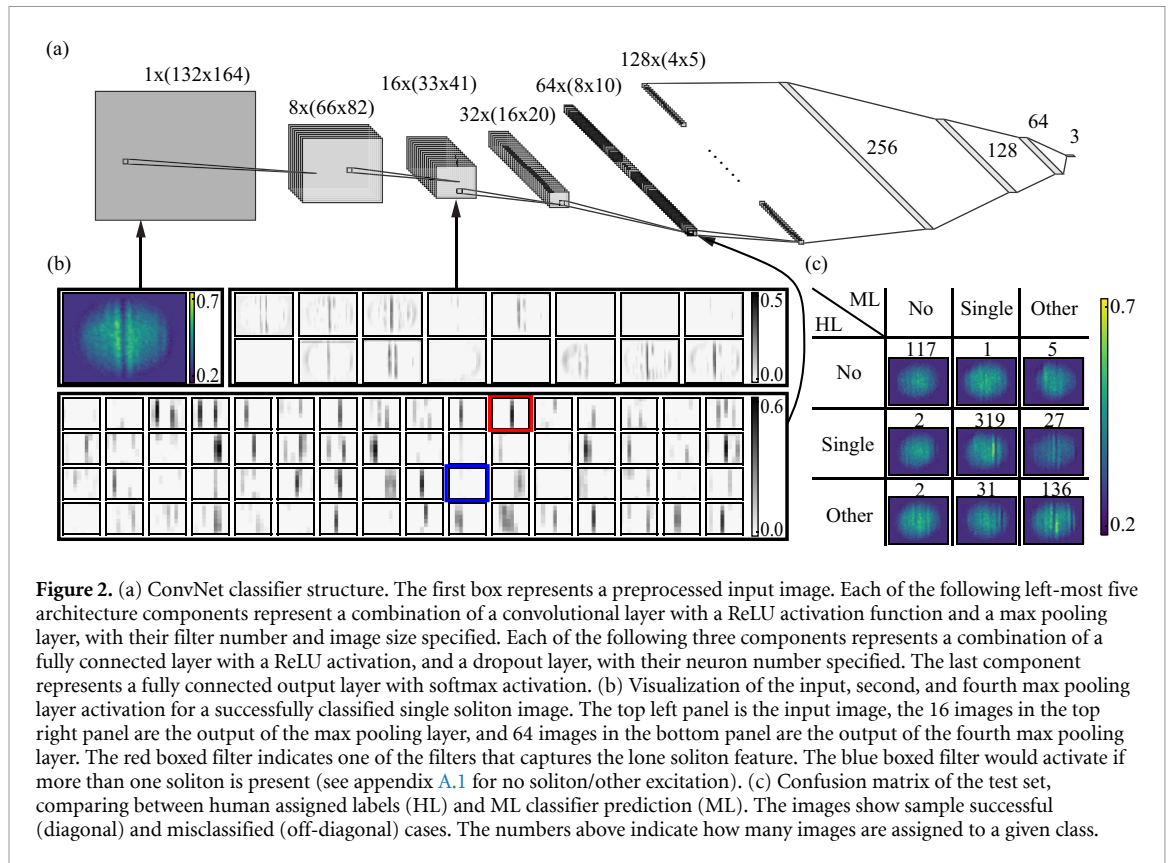 (a)
1x(132x164)
8x(66x82)
16x(33x41)
32x(16x20)
64x(8x10)
128x(4x5)
256
128
64
3
(b)
0.7
0.2
0.5
0.0
0.6
0.0
(c)
ML
HL
No Single Other
No
117 1 5
Single
2 319 27
Other
2 31 136
0.7
0.2
Figure 2. (a) ConvNet classifier structure. The first box represents a preprocessed input image. Each of the following left-most five
architecture components represent a combination of a convolutional layer with a ReLU activation function and a max pooling
layer, with their filter number and image size specified. Each of the following three components represents a combination of a
fully connected layer with a ReLU activation, and a dropout layer, with their neuron number specified. The last component
represents a fully connected output layer with softmax activation. (b) Visualization of the input, second, and fourth max pooling
layer activation for a successfully classified single soliton image. The top left panel is the input image, the 16 images in the top
right panel are the output of the max pooling layer, and 64 images in the bottom panel are the output of the fourth max pooling
layer. The red boxed filter indicates one of the filters that captures the lone soliton feature. The blue boxed filter would activate if
more than one soliton is present (see appendix A.1 for no soliton/other excitation). (c) Confusion matrix of the test set,
comparing between human assigned labels (HL) and ML classifier prediction (ML). The images show sample successful
(diagonal) and misclassified (off-diagonal) cases. The numbers above indicate how many images are assigned to a given class.